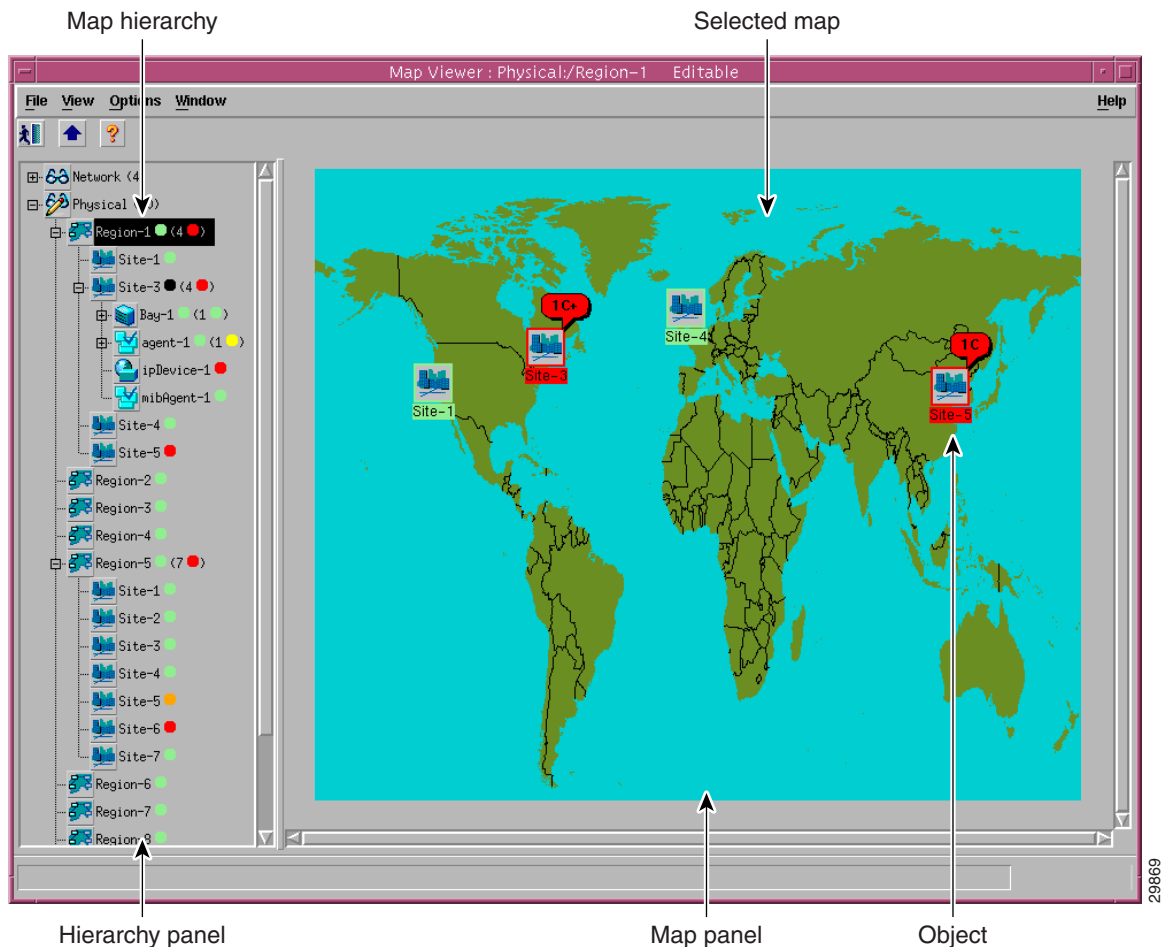 Map hierarchy
Selected map
Map Viewer : Physical:/Region-1 Editable
File View Options Window Help
Network (4
Physical
Region-1 (4 )
Site-1
Site-3 (4 )
Bay-1 (1 )
agent-1 (1 )
ipDevice-1
mibAgent-1
Site-4
Site-5
Region-2
Region-3
Region-4
Region-5 (7 )
Site-1
Site-2
Site-3
Site-4
Site-5
Site-6
Site-7
Region-6
Region-7
Region-8
1C+
Site-3
Site-4
1C
Site-1
Site-5
29869
Hierarchy panel
Map panel
Object